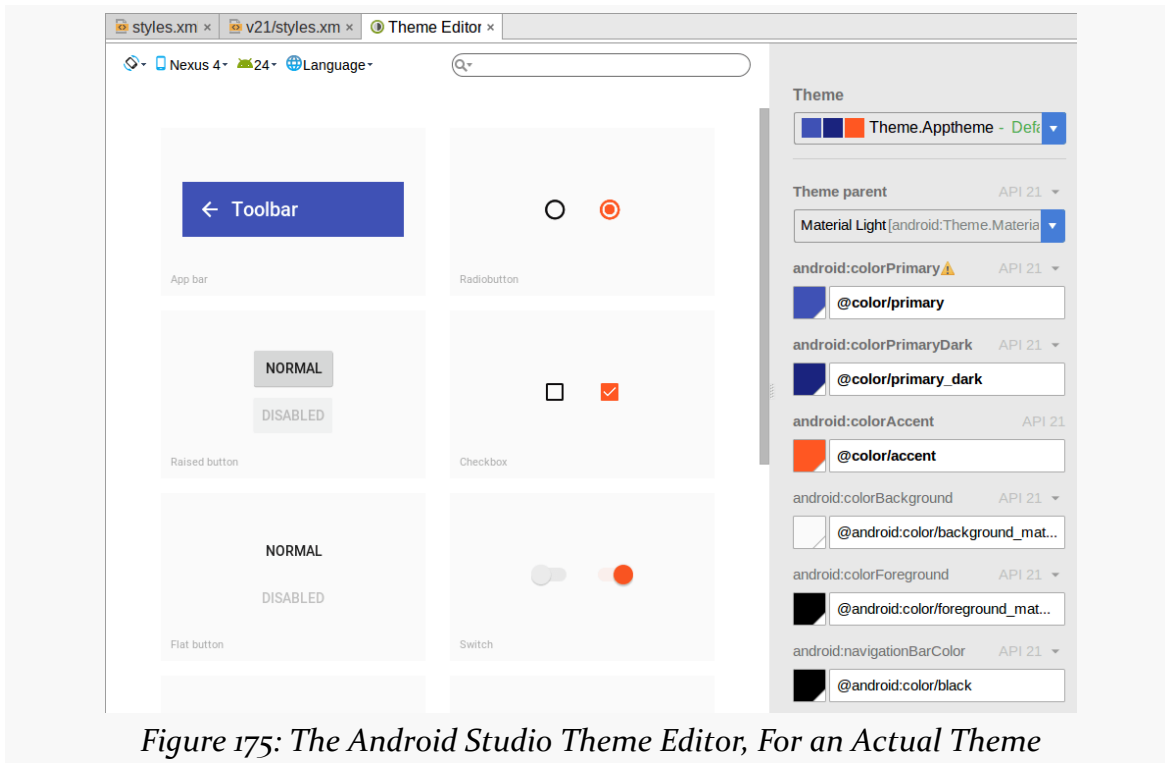 styles.xm ×
v21/styles.xm ×
Theme Editor ×
Nexus 4
24
Language
Theme
Theme.Apptheme - Defa
Theme parent API 21
Material Light [android:Theme.Materia
android:colorPrimary API 21
@color/primary
android:colorPrimaryDark API 21
@color/primary_dark
android:colorAccent API 21
@color/accent
android:colorBackground API 21
@android:color/background_mat...
android:colorForeground API 21
@android:color/foreground_mat...
android:navigationBarColor API 21
@android:color/black
Toolbar
App bar
Radiobutton
NORMAL
DISABLED
Raised button
Checkbox
NORMAL
DISABLED
Flat button
Switch
Figure 175: The Android Studio Theme Editor, For an Actual Theme